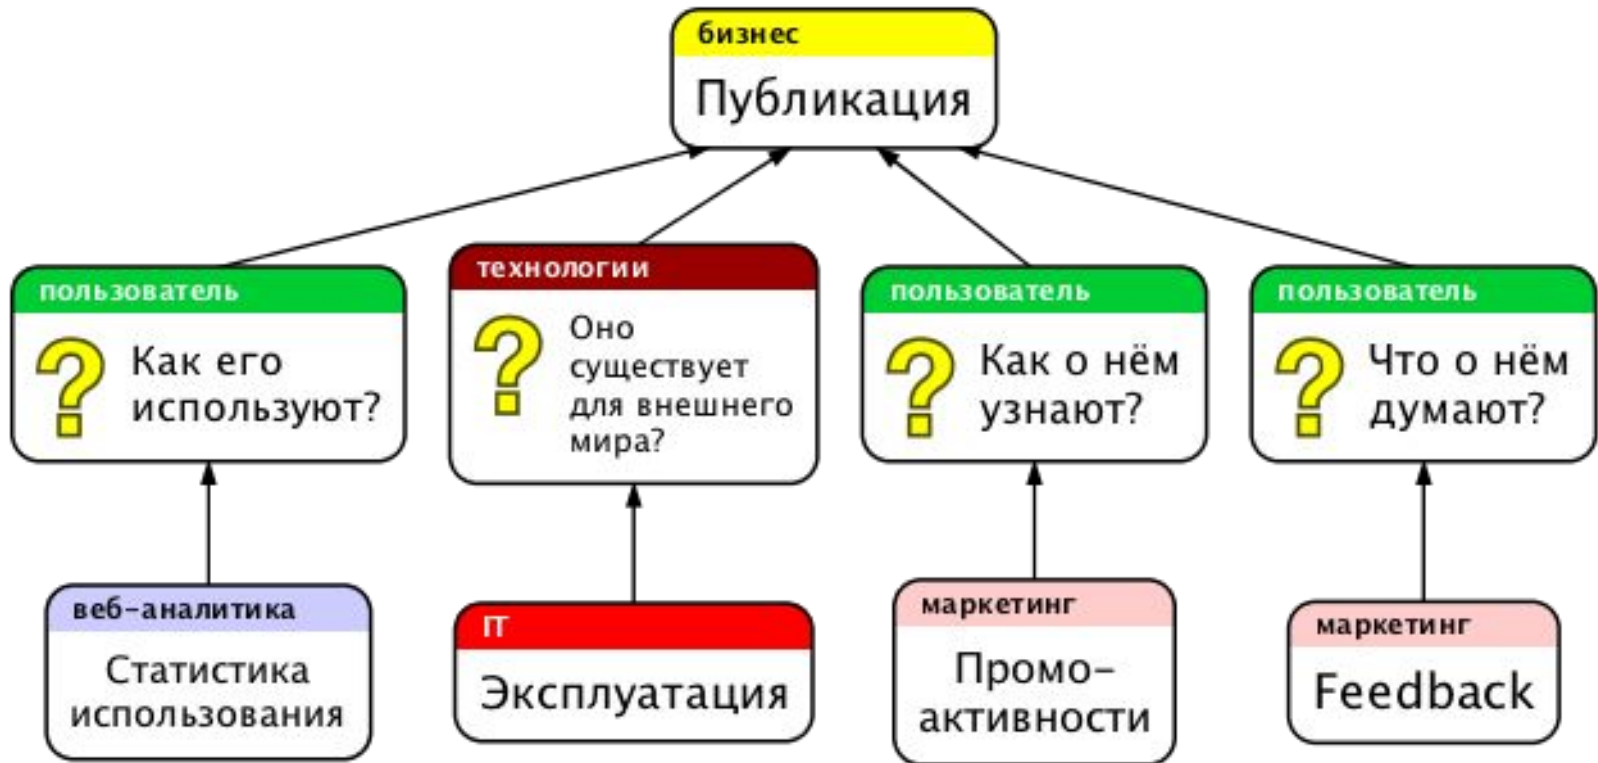 бизнес
Публикация
пользователь
Как его
используют?
технологии
Оно
существует
для внешнего
мира?
пользователь
Как о нём
узнают?
пользователь
Что о нём
думают?
веб-аналитика
Статистика
использования
IT
Эксплуатация
маркетинг
Промо-
активности
маркетинг
Feedback